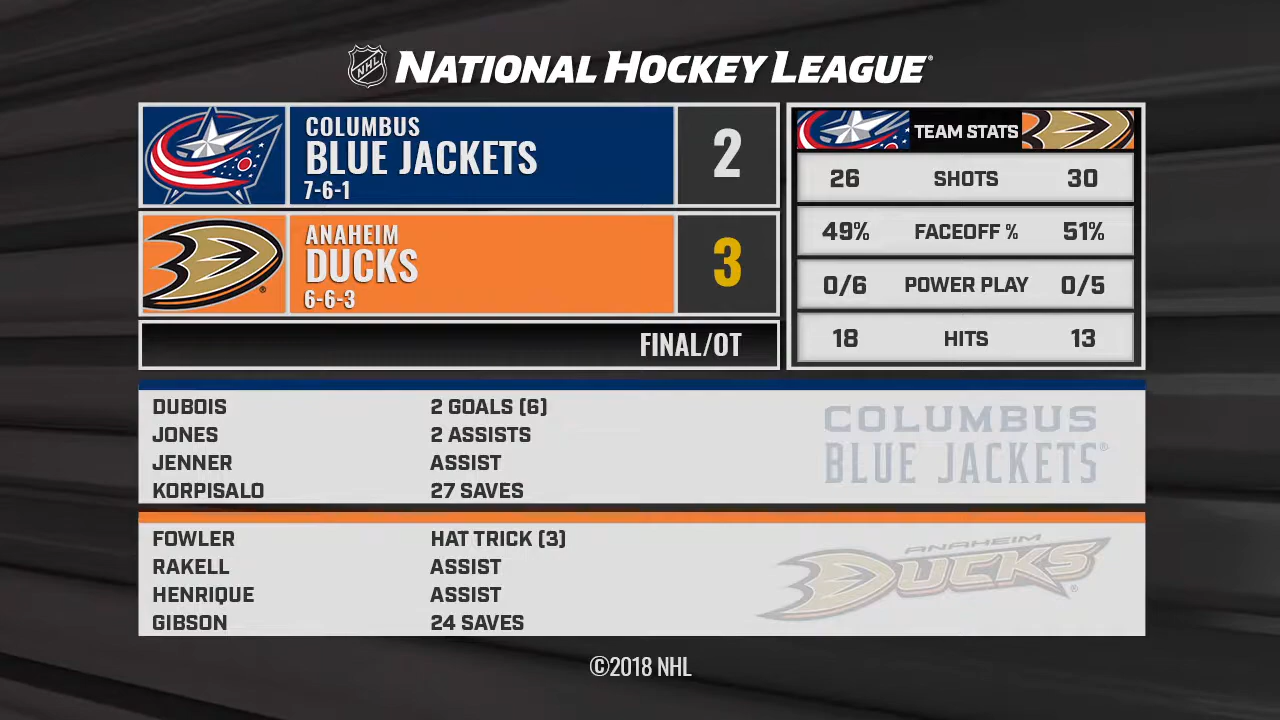 NHL NATIONAL HOCKEY LEAGUE®
COLUMBUS
BLUE JACKETS
7-6-1
2
ANAHEIM
DUCKS
6-6-3
3
FINAL/OT
TEAM STATS
26 SHOTS 30
49% FACEOFF % 51%
0/6 POWER PLAY 0/5
18 HITS 13
DUBOIS 2 GOALS (6)
JONES 2 ASSISTS
JENNER ASSIST
KORPISALO 27 SAVES
COLUMBUS
BLUE JACKETS®
FOWLER HAT TRICK (3)
RAKELL ASSIST
HENRIQUE ASSIST
GIBSON 24 SAVES
ANAHEIM
DUCKS®
©2018 NHL